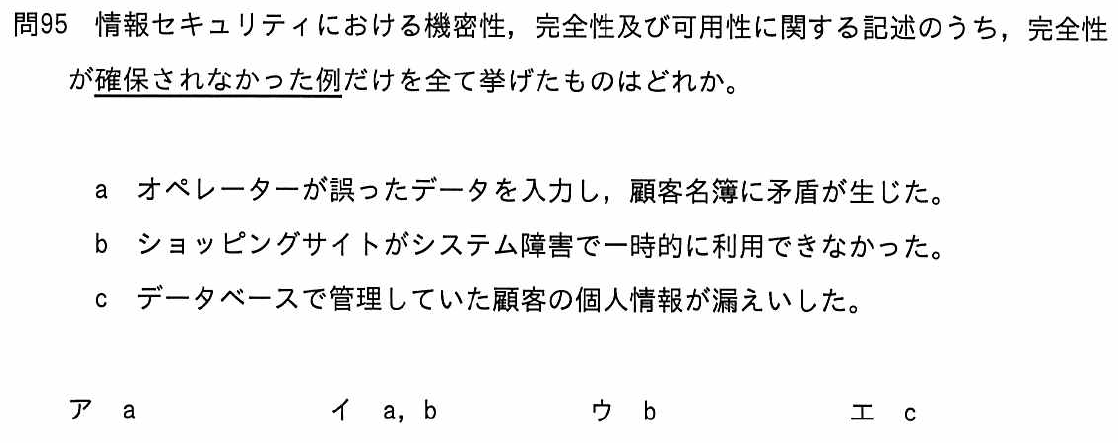 問95 情報セキュリティにおける機密性，完全性及び可用性に関する記述のうち，完全性
が確保されなかった例だけを全て挙げたものはどれか。
a オペレーターが誤ったデータを入力し，顧客名簿に矛盾が生じた。
b ショッピングサイトがシステム障害で一時的に利用できなかった。
c データベースで管理していた顧客の個人情報が漏えいした。
ア a イ a，b ウ b エ c